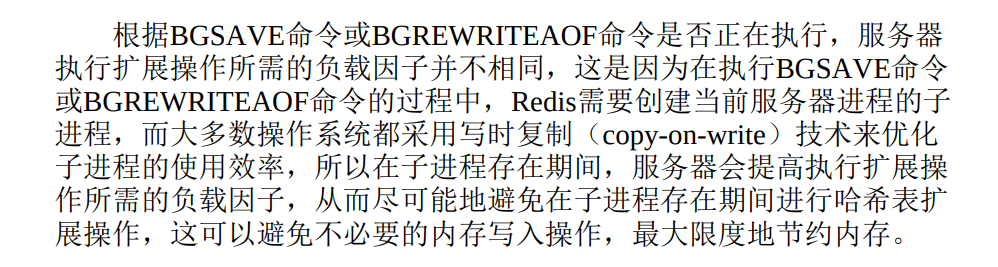 根据BGSAVE命令或BGREWRITEAOF命令是否正在执行，服务器
执行扩展操作所需的负载因子并不相同，这是因为在执行BGSAVE命令
或BGREWRITEAOF命令的过程中，Redis需要创建当前服务器进程的子
进程，而大多数操作系统都采用写时复制（copy-on-write）技术来优化
子进程的使用效率，所以在子进程存在期间，服务器会提高执行扩展操
作所需的负载因子，从而尽可能地避免在子进程存在期间进行哈希表扩
展操作，这可以避免不必要的内存写入操作，最大限度地节约内存。